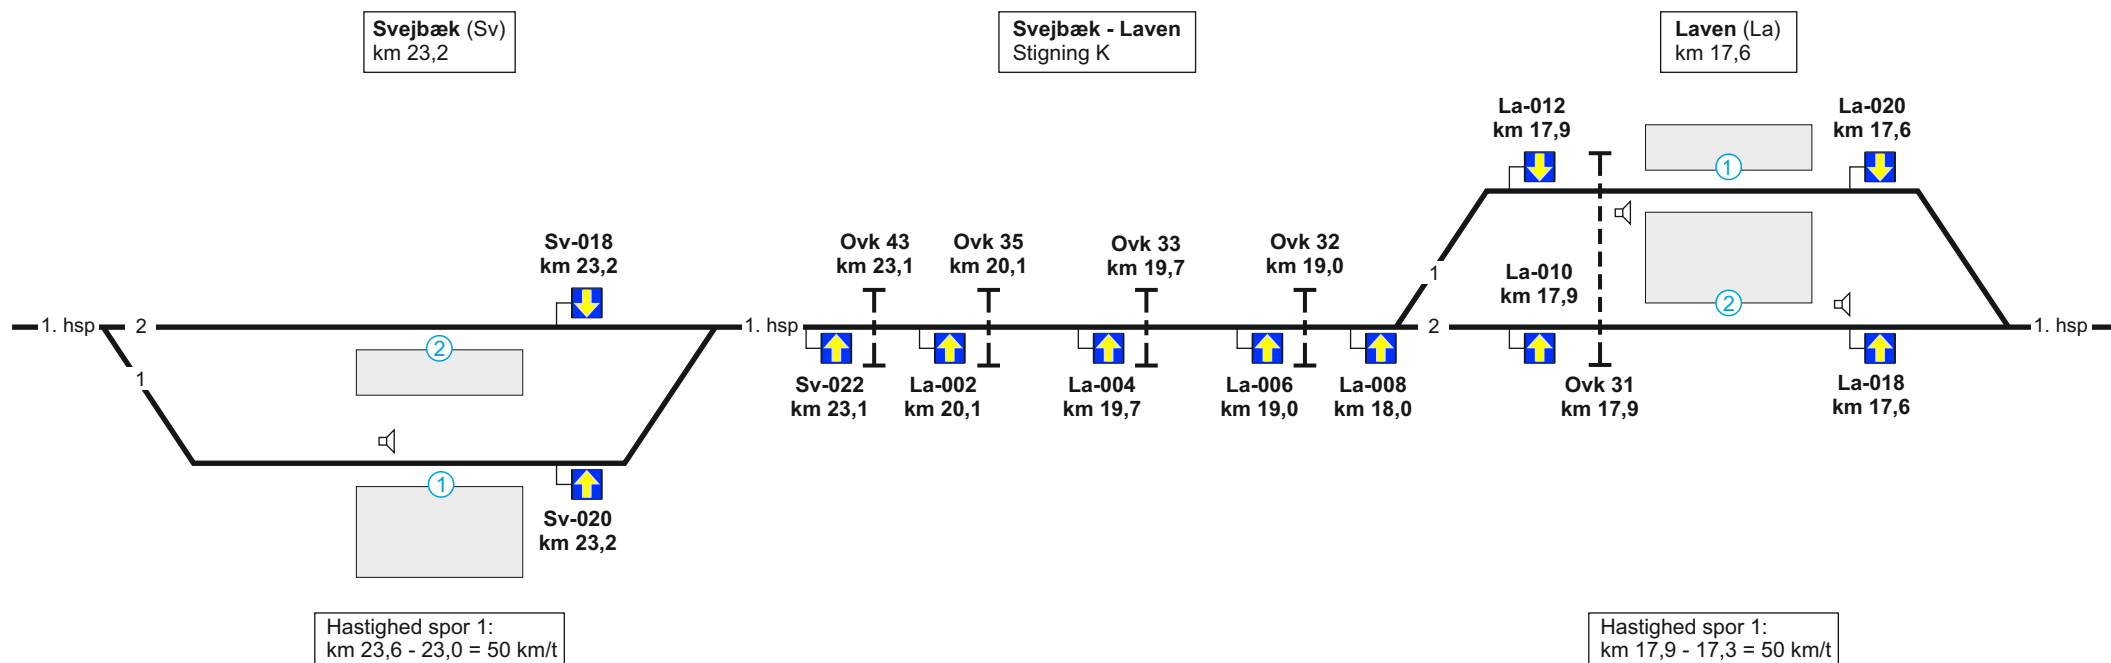 Svejbæk (Sv)
km 23,2
Svejbæk - Laven
Stigning K
Laven (La)
km 17,6
La-012
km 17,9
La-020
km 17,6
1
Sv-018
km 23,2
Ovk 43
km 23,1
Ovk 35
km 20,1
Ovk 33
km 19,7
Ovk 32
km 19,0
1
La-010
km 17,9
2
1. hsp
2
1. hsp
2
1. hsp
2
1
Sv-022
km 23,1
La-002
km 20,1
La-004
km 19,7
La-006
km 19,0
La-008
km 18,0
Ovk 31
km 17,9
La-018
km 17,6
1
Sv-020
km 23,2
Hastighed spor 1:
km 23,6 - 23,0 = 50 km/t
Hastighed spor 1:
km 17,9 - 17,3 = 50 km/t